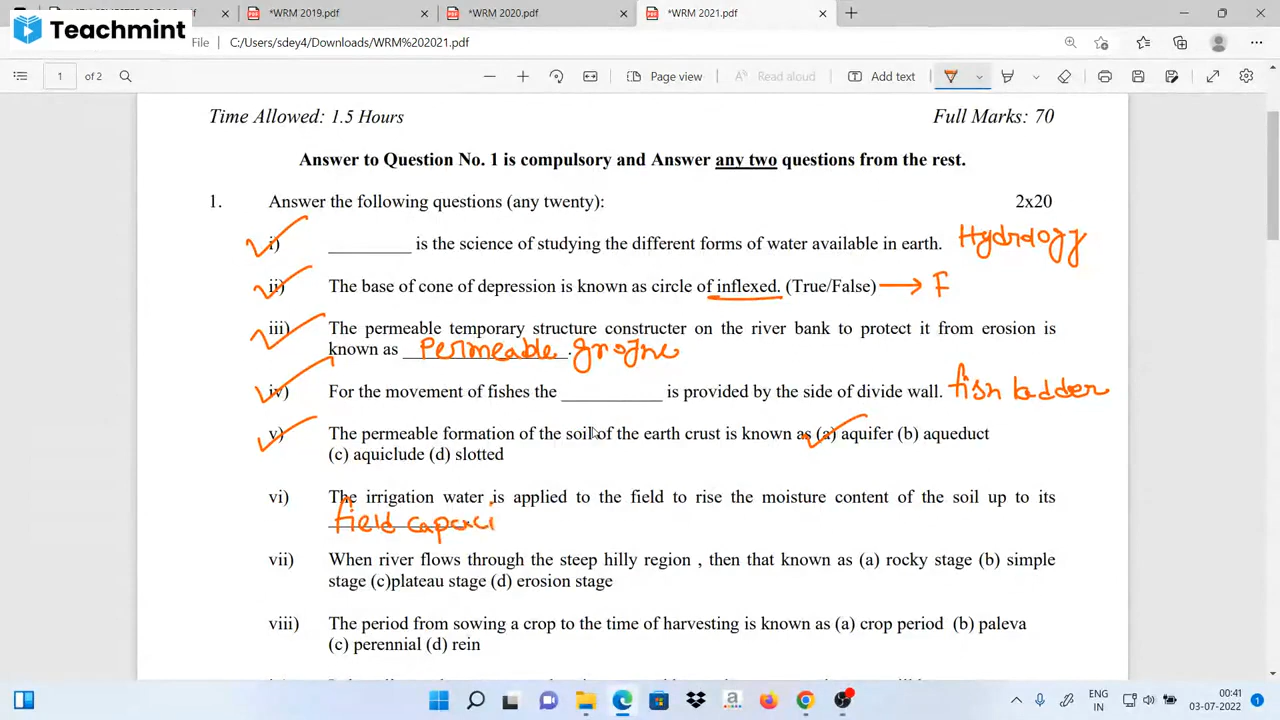 Teachmint
*WRM 2019.pdf
*WRM 2020.pdf
*WRM 2021.pdf
File C:/Users/sdey4/Downloads/WRM%202021.pdf
1 of 2
Page view
Read aloud
Add text
Time Allowed: 1.5 Hours Full Marks: 70
Answer to Question No. 1 is compulsory and Answer any two questions from the rest.
1. Answer the following questions (any twenty): 2x20
i) _________ is the science of studying the different forms of water available in earth. Hydrology
ii) The base of cone of depression is known as circle of inflexed. (True/False) → F
iii) The permeable temporary structure constructer on the river bank to protect it from erosion is
known as Permeable groyne.
iv) For the movement of fishes the ___________ is provided by the side of divide wall. fish ladder
v) The permeable formation of the soil of the earth crust is known as (a) aquifer (b) aqueduct
(c) aquiclude (d) slotted
vi) The irrigation water is applied to the field to rise the moisture content of the soil up to its
field capaci
vii) When river flows through the steep hilly region , then that known as (a) rocky stage (b) simple
stage (c)plateau stage (d) erosion stage
viii) The period from sowing a crop to the time of harvesting is known as (a) crop period (b) paleva
(c) perennial (d) rein
ENG
IN
00:41
03-07-2022
1